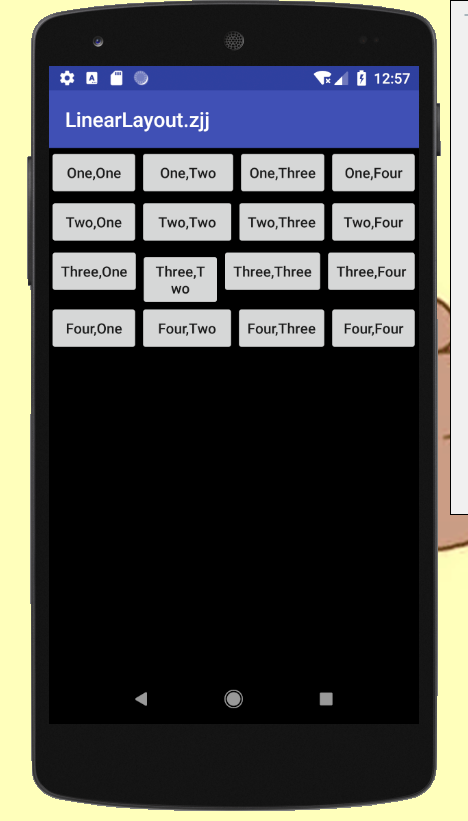 12:57
LinearLayout.zjj
One,One One,Two One,Three One,Four
Two,One Two,Two Two,Three Two,Four
Three,One Three,T
wo Three,Three Three,Four
Four,One Four,Two Four,Three Four,Four